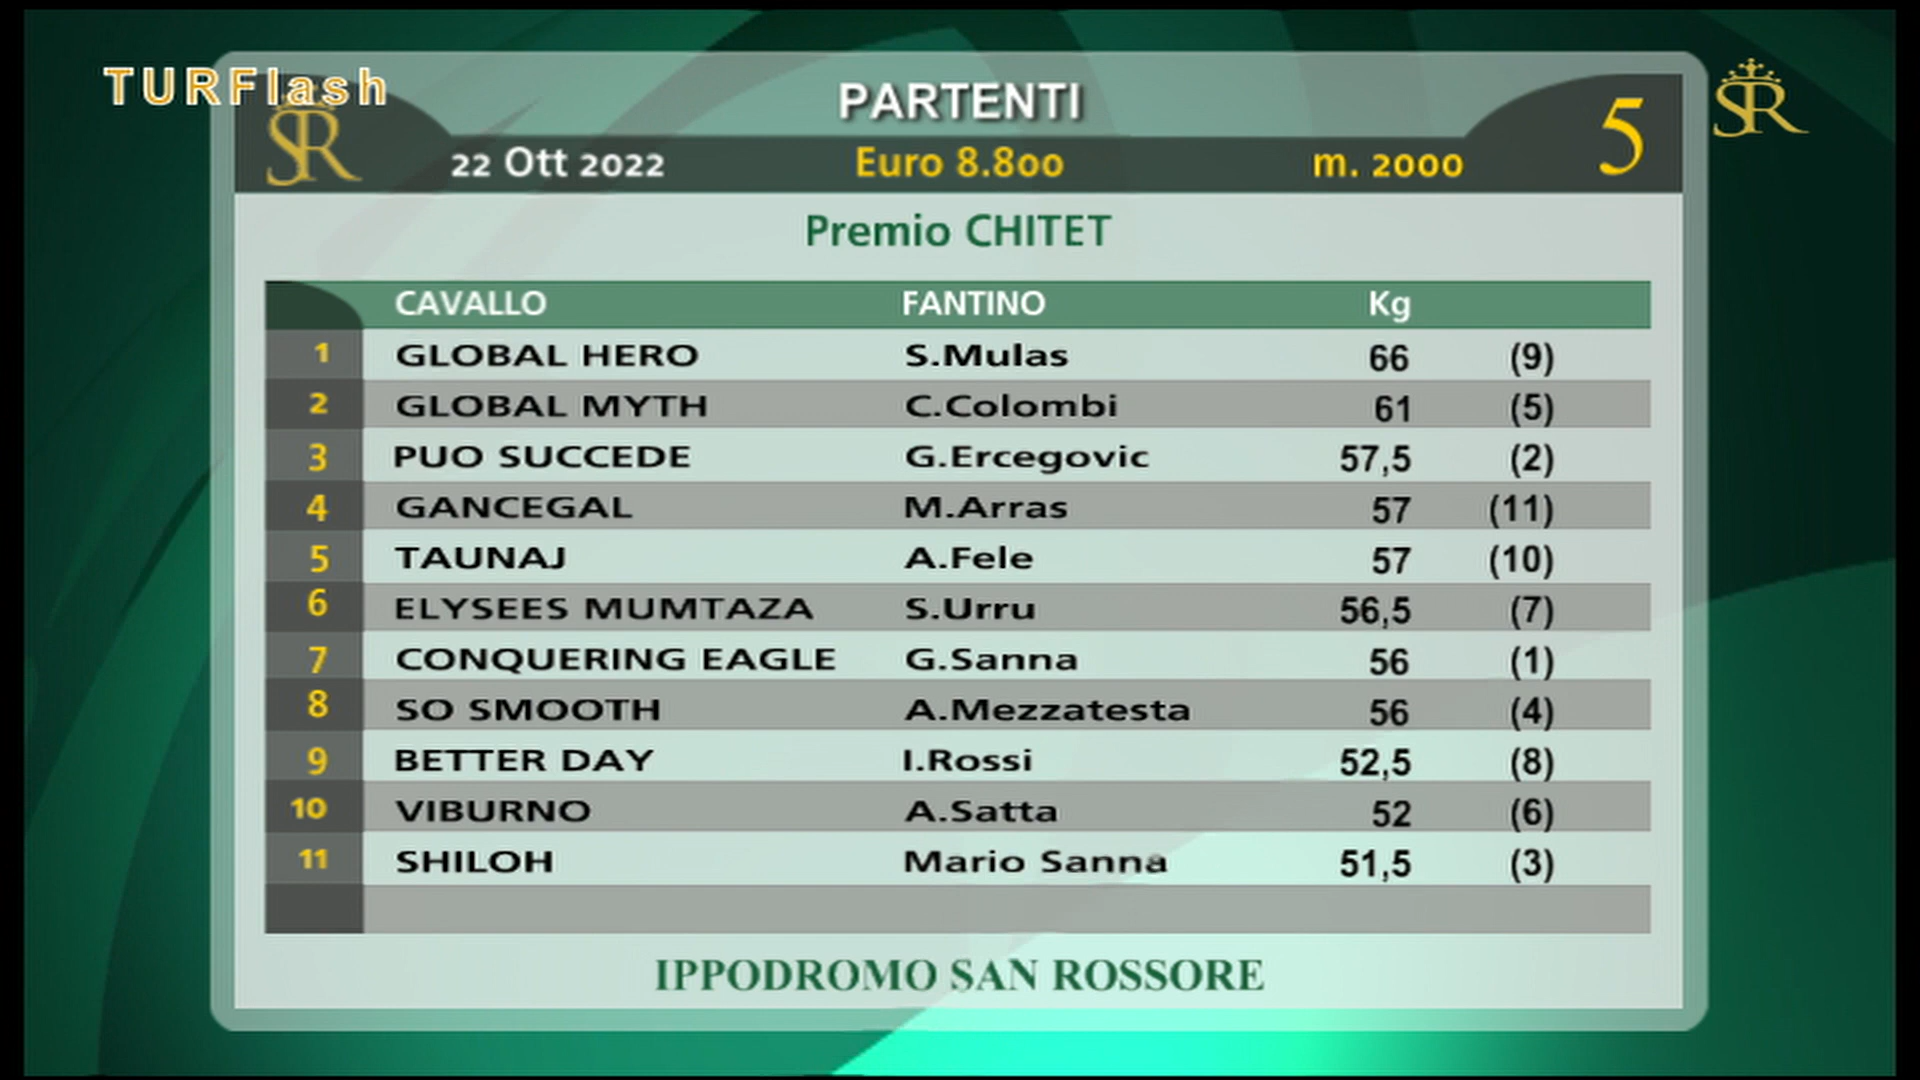 TURFlash
PARTENTI
SR 22 Ott 2022 Euro 8.800 m. 2000 5 SR
Premio CHITET
CAVALLO FANTINO Kg
1 GLOBAL HERO S.Mulas 66 (9)
2 GLOBAL MYTH C.Colombi 61 (5)
3 PUO SUCCEDE G.Ercegovic 57,5 (2)
4 GANCEGAL M.Arras 57 (11)
5 TAUNAJ A.Fele 57 (10)
6 ELYSEES MUMTAZA S.Urru 56,5 (7)
7 CONQUERING EAGLE G.Sanna 56 (1)
8 SO SMOOTH A.Mezzatesta 56 (4)
9 BETTER DAY I.Rossi 52,5 (8)
10 VIBURNO A.Satta 52 (6)
11 SHILOH Mario Sanna 51,5 (3)
IPPODROMO SAN ROSSORE